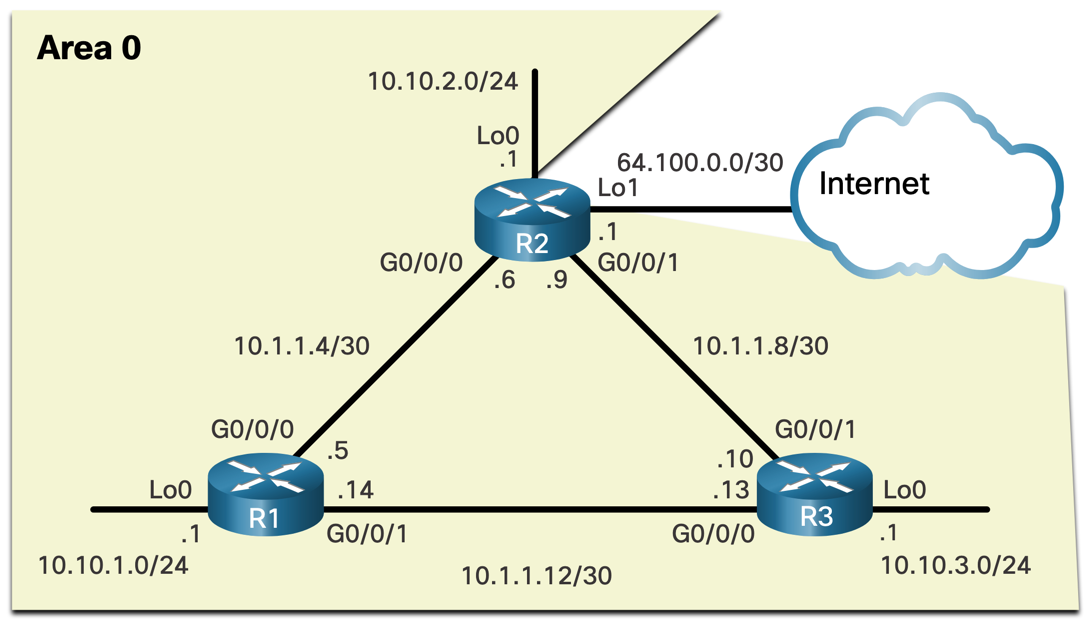 Area 0
10.10.2.0/24
Lo0
.1
64.100.0.0/30
Internet
Lo1
.1
R2
G0/0/0
G0/0/1
.6
.9
10.1.1.4/30
10.1.1.8/30
G0/0/0
G0/0/1
.5
.10
Lo0
.14
.13
Lo0
R1
R3
.1
G0/0/1
G0/0/0
.1
10.10.1.0/24
10.1.1.12/30
10.10.3.0/24